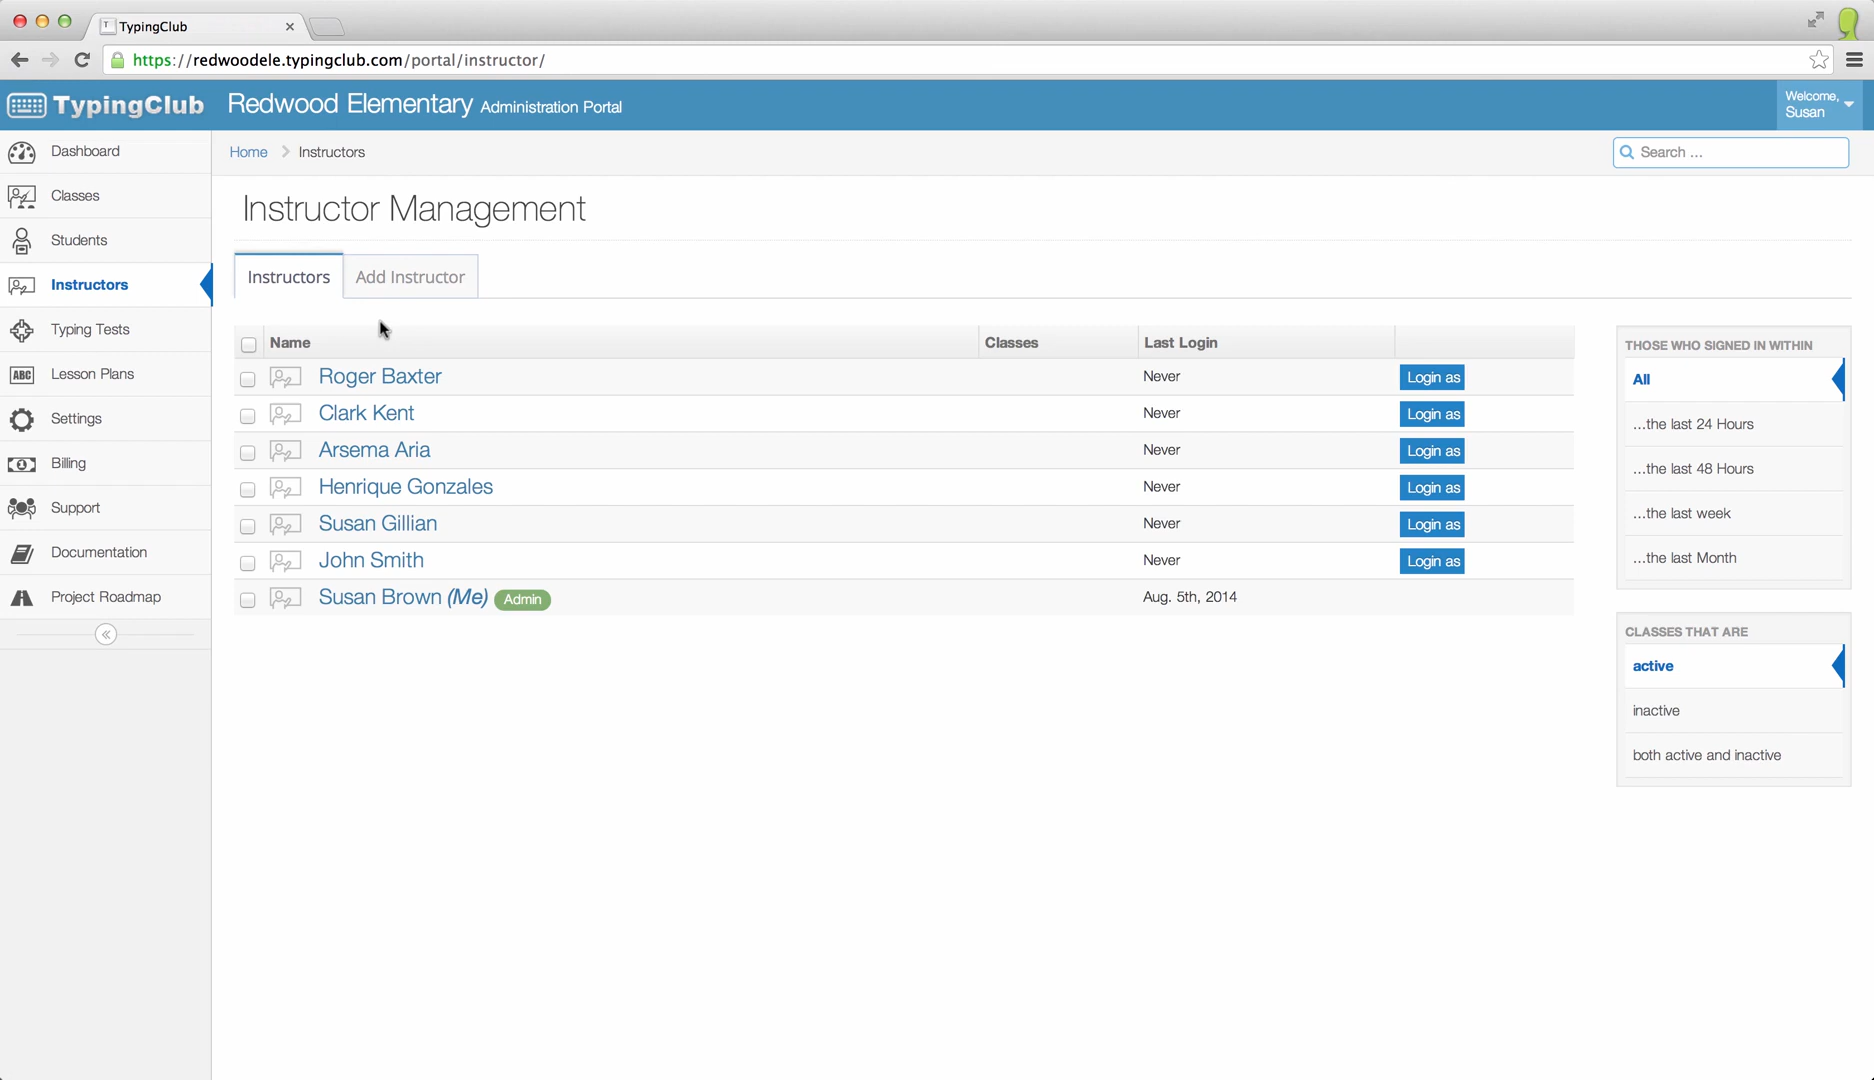 TypingClub
https://redwoodele.typingclub.com/portal/instructor/
TypingClub Redwood Elementary Administration Portal
Welcome, Susan
Dashboard
Classes
Students
Instructors
Typing Tests
ABC Lesson Plans
Settings
Billing
Support
Documentation
Project Roadmap
Home Instructors
Search ...
Instructor Management
Instructors Add Instructor
Name Classes Last Login
Roger Baxter Never Login as
Clark Kent Never Login as
Arsema Aria Never Login as
Henrique Gonzales Never Login as
Susan Gillian Never Login as
John Smith Never Login as
Susan Brown (Me) Admin Aug. 5th, 2014
THOSE WHO SIGNED IN WITHIN
All
...the last 24 Hours
...the last 48 Hours
...the last week
...the last Month
CLASSES THAT ARE
active
inactive
both active and inactive